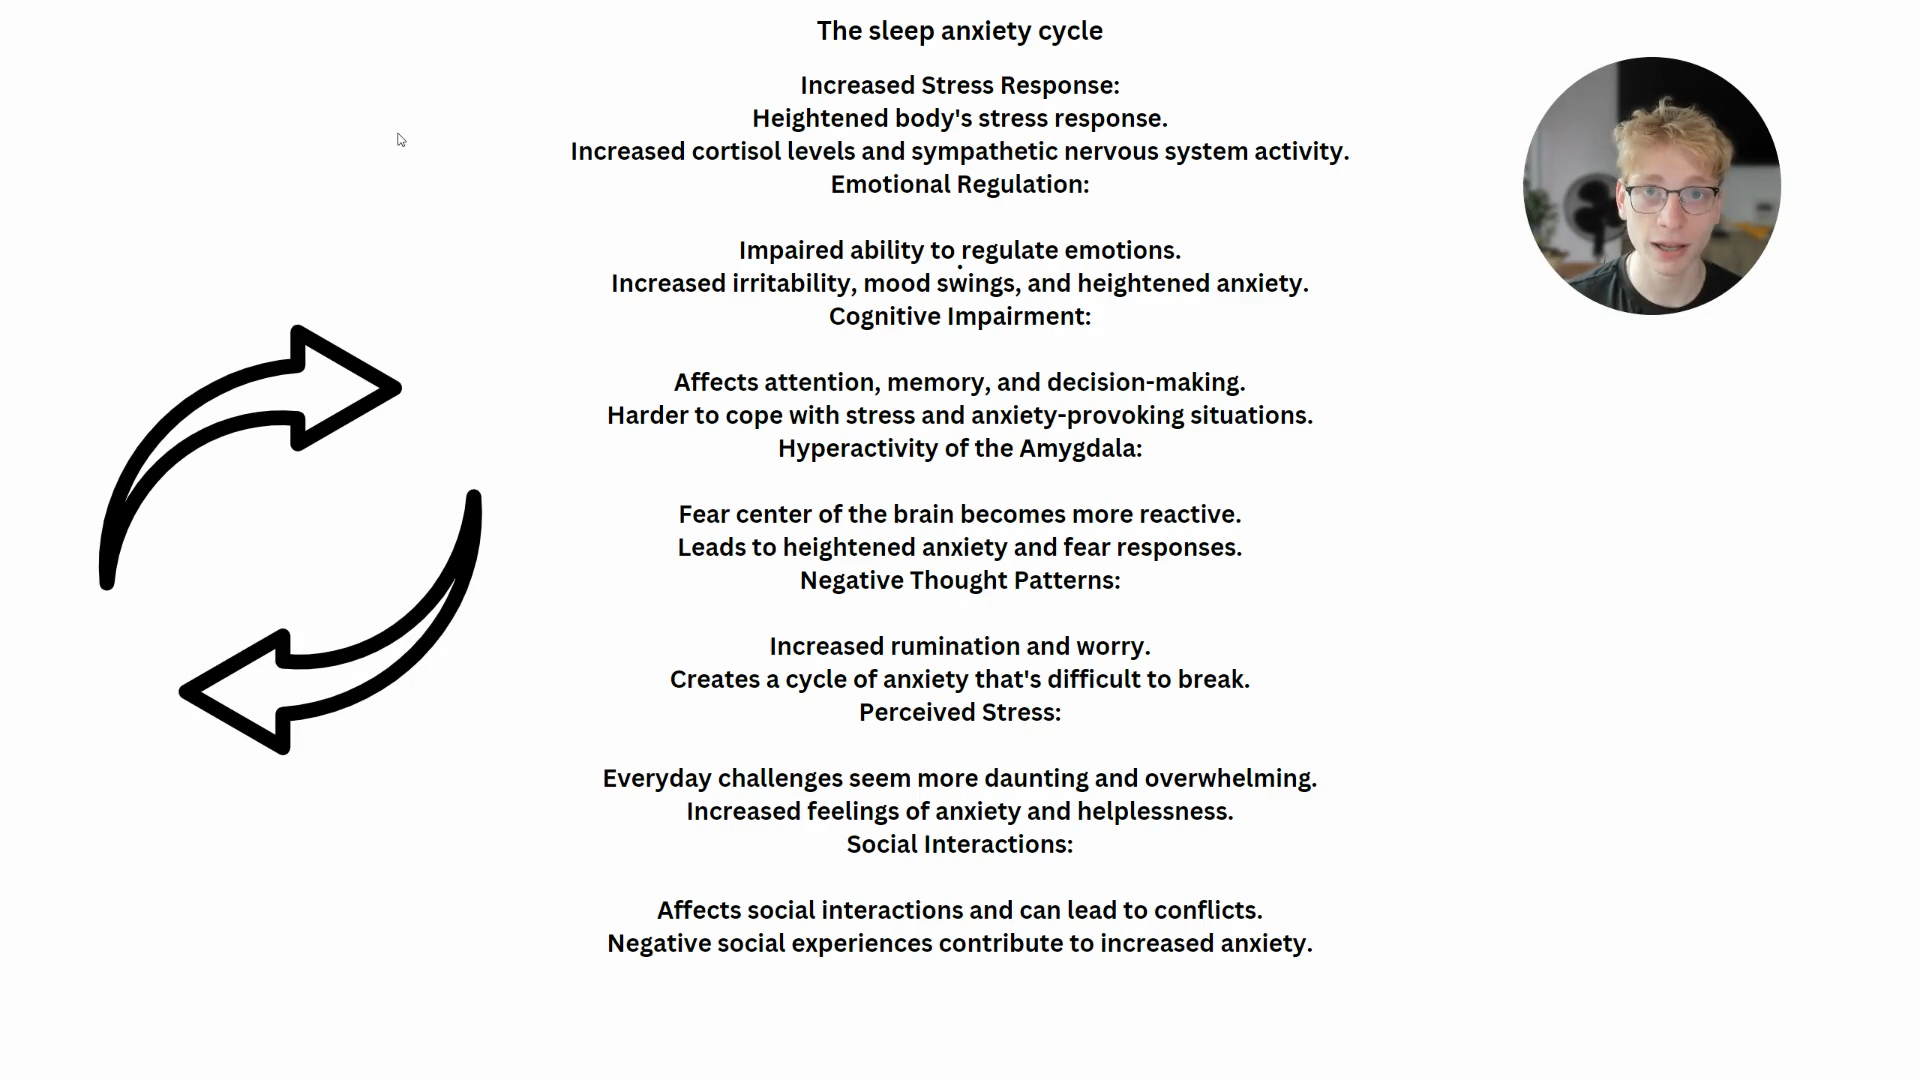 The sleep anxiety cycle
Increased Stress Response:
Heightened body's stress response.
Increased cortisol levels and sympathetic nervous system activity.
Emotional Regulation:
Impaired ability to regulate emotions.
Increased irritability, mood swings, and heightened anxiety.
Cognitive Impairment:
Affects attention, memory, and decision-making.
Harder to cope with stress and anxiety-provoking situations.
Hyperactivity of the Amygdala:
Fear center of the brain becomes more reactive.
Leads to heightened anxiety and fear responses.
Negative Thought Patterns:
Increased rumination and worry.
Creates a cycle of anxiety that's difficult to break.
Perceived Stress:
Everyday challenges seem more daunting and overwhelming.
Increased feelings of anxiety and helplessness.
Social Interactions:
Affects social interactions and can lead to conflicts.
Negative social experiences contribute to increased anxiety.